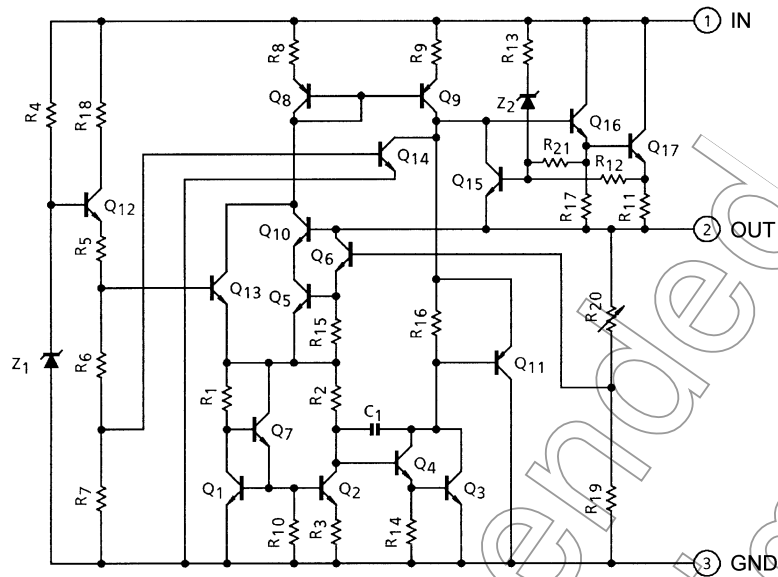 1 IN
R8
R9
R13
R4
R18
Q8
Q9
Z2
Q16
Q14
R21
Q17
R12
Q15
Q12
R17
R11
Q10
2 OUT
R5
Q6
Q13
Q5
R15
R16
R20
Z1
R6
Q11
R1
R2
C1
Q7
Q4
Q1
Q2
Q3
R7
R10
R3
R14
R19
3 GND
ended